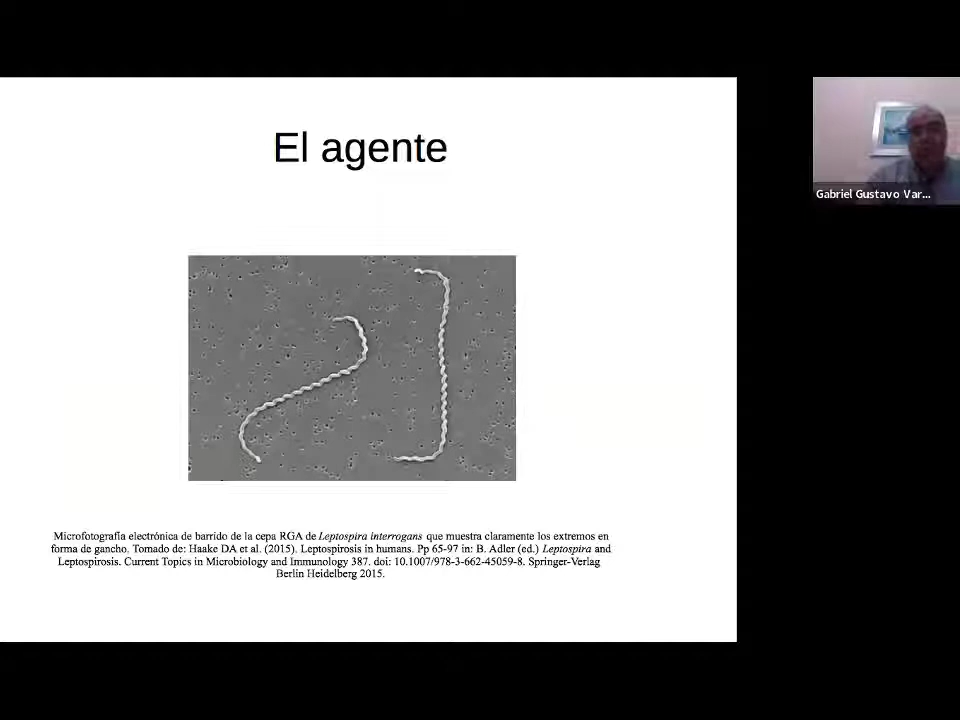 El agente
Gabriel Gustavo Var...
Microfotografía electrónica de barrido de la cepa RGA de Leptospira interrogans que muestra claramente los extremos en
forma de gancho. Tomado de: Haake DA et al. (2015). Leptospirosis in humans. Pp 65-97 in: B. Adler (ed.) Leptospira and
Leptospirosis. Current Topics in Microbiology and Immunology 387. doi: 10.1007/978-3-662-45059-8. Springer-Verlag
Berlin Heidelberg 2015.